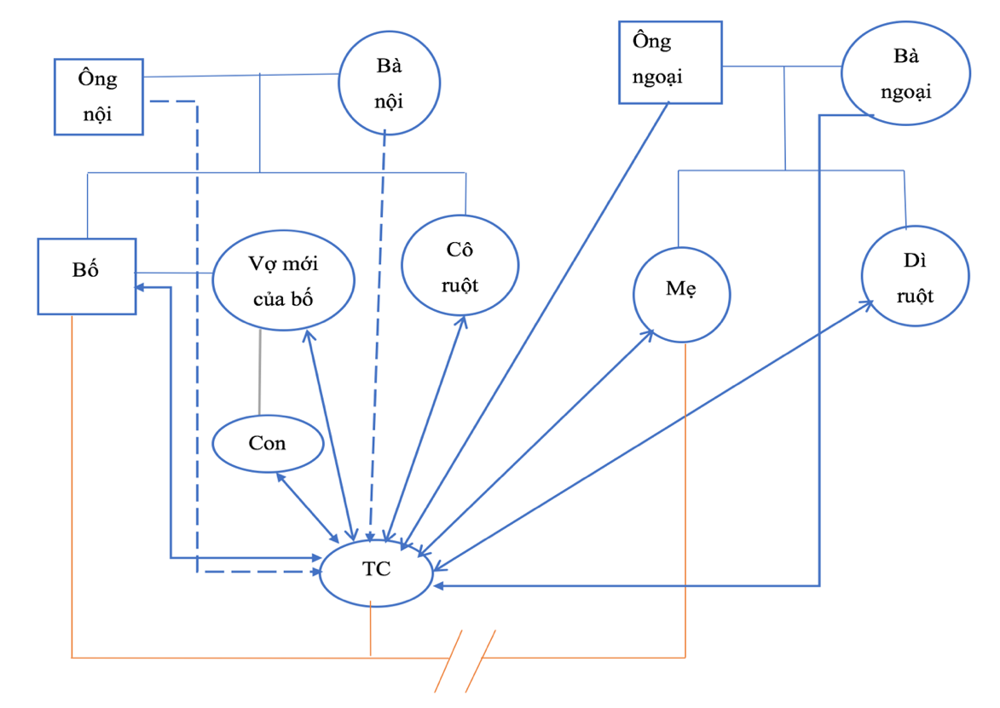 Ông
nội
Bà
nội
Ông
ngoại
Bà
ngoại
Bố
Vợ mới
của bố
Cô
ruột
Mẹ
Dì
ruột
Con
TC